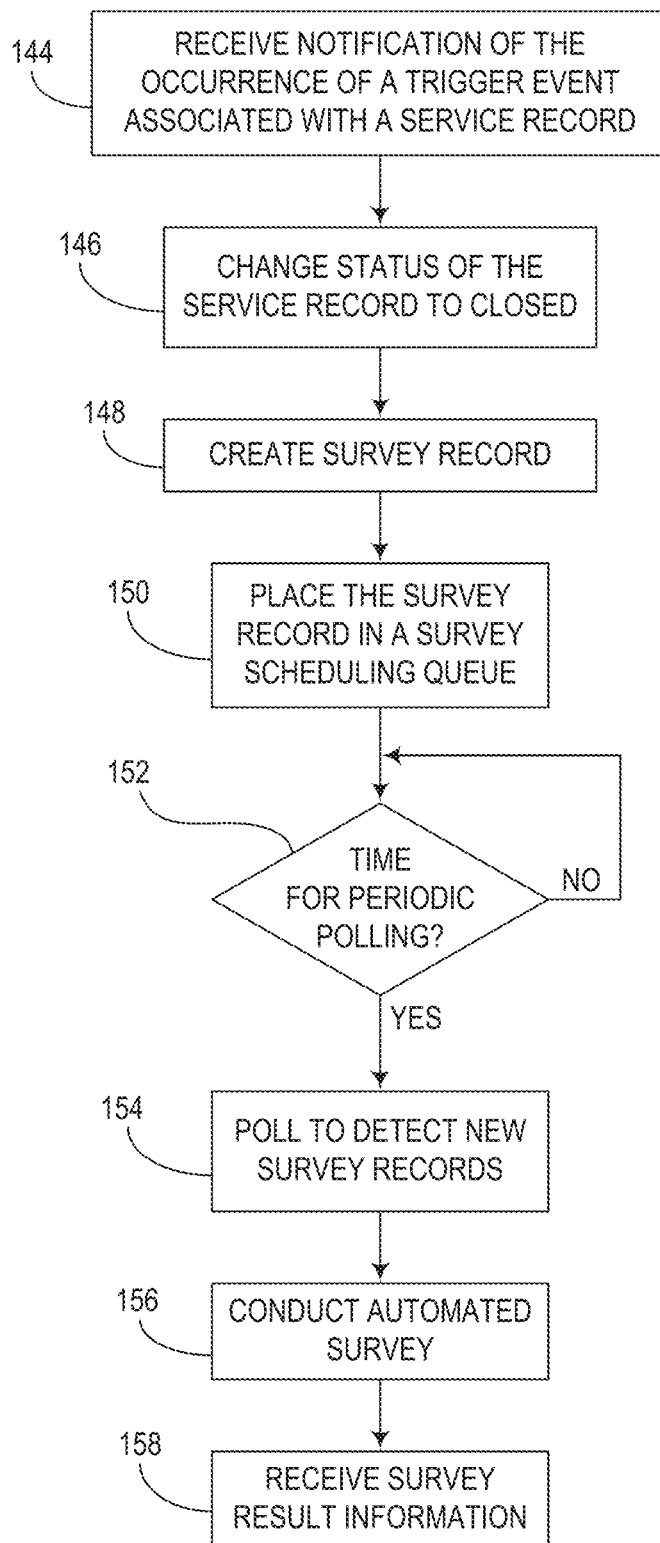 144
RECEIVE NOTIFICATION OF THE
OCCURRENCE OF A TRIGGER EVENT
ASSOCIATED WITH A SERVICE RECORD
146
CHANGE STATUS OF THE
SERVICE RECORD TO CLOSED
148
CREATE SURVEY RECORD
150
PLACE THE SURVEY
RECORD IN A SURVEY
SCHEDULING QUEUE
152
TIME
FOR PERIODIC
POLLING?
NO
YES
154
POLL TO DETECT NEW
SURVEY RECORDS
156
CONDUCT AUTOMATED
SURVEY
158
RECEIVE SURVEY
RESULT INFORMATION